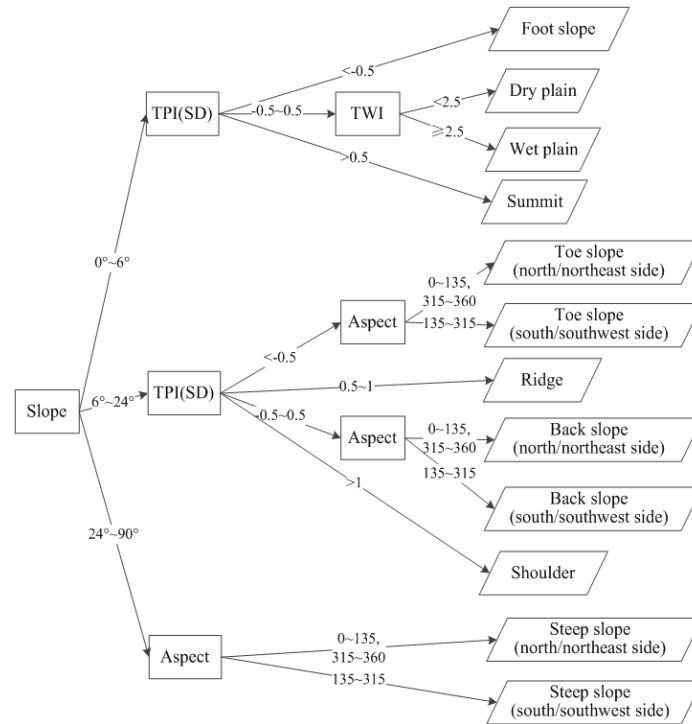 Foot slope
<-0.5
Dry plain
TPI(SD)
-0.5~0.5
TWI
<2.5
≥2.5
Wet plain
>0.5
Summit
0°~6°
Toe slope
(north/northeast side)
0~135,
315~360
Aspect
135~315
Toe slope
(south/southwest side)
<-0.5
Slope
6°~24°
TPI(SD)
0.5~1
Ridge
-0.5~0.5
Aspect
0~135,
315~360
135~315
Back slope
(north/northeast side)
Back slope
(south/southwest side)
>1
Shoulder
24°~90°
Aspect
0~135,
315~360
135~315
Steep slope
(north/northeast side)
Steep slope
(south/southwest side)